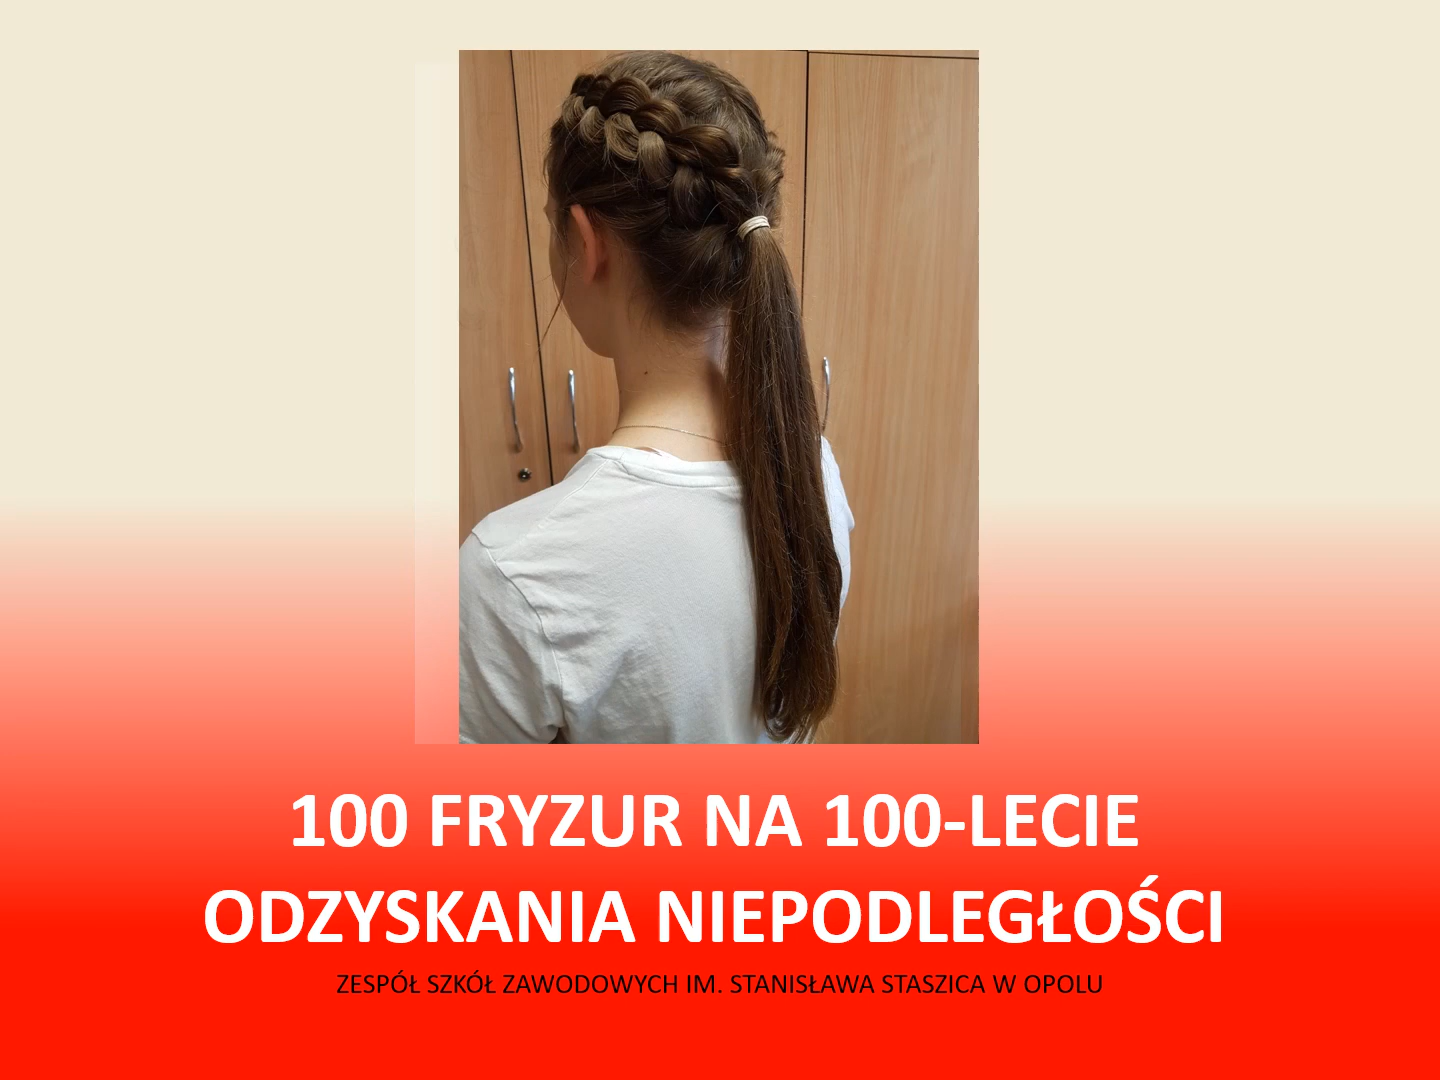 100 FRYZUR NA 100-LECIE
ODZYSKANIA NIEPODLEGŁOŚCI
ZESPÓŁ SZKÓŁ ZAWODOWYCH IM. STANISŁAWA STASZICA W OPOLU